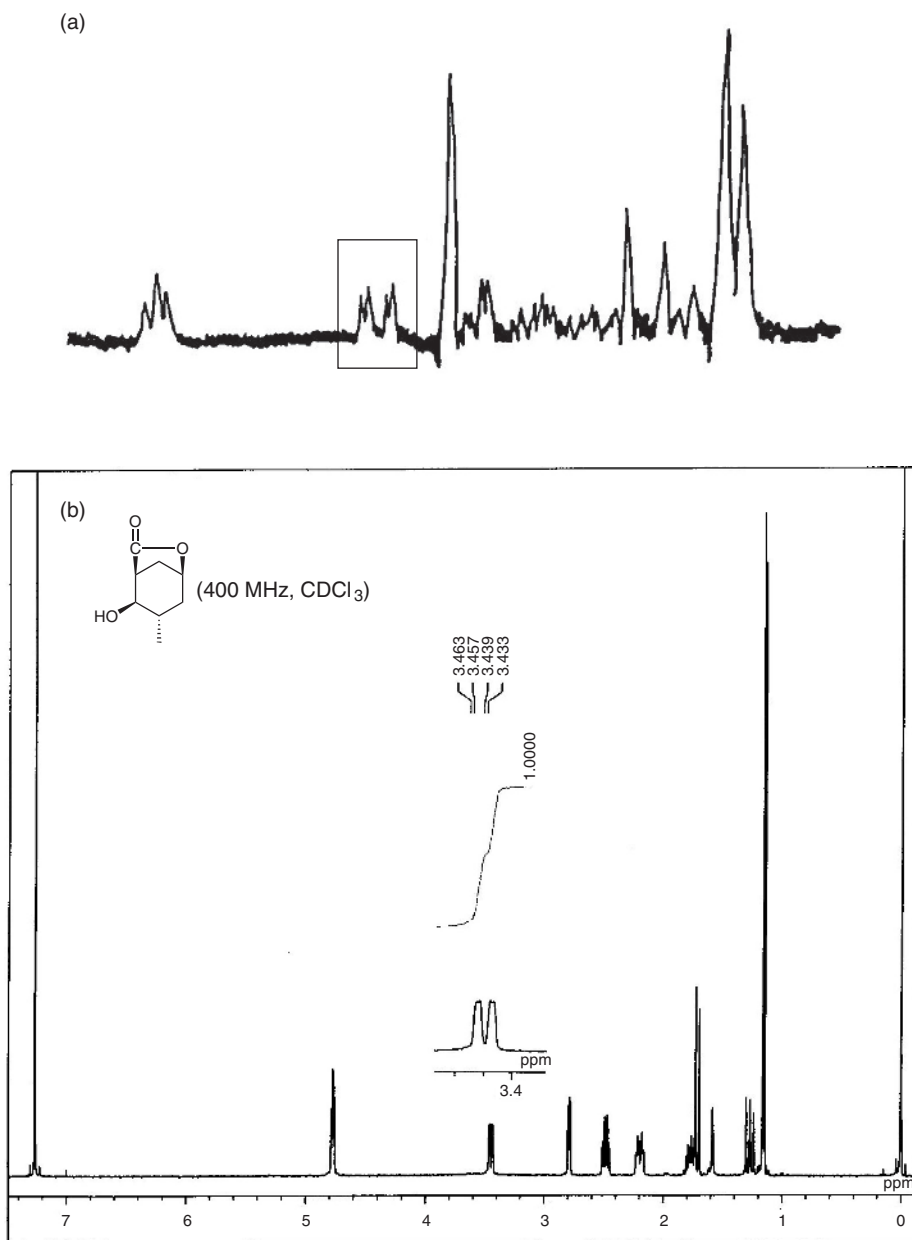 (a)
(b)
O
C
O
HO
(400 MHz, CDCl3)
3.463
3.457
3.439
3.433
1.0000
ppm
3.4
ppm
7 6 5 4 3 2 1 0